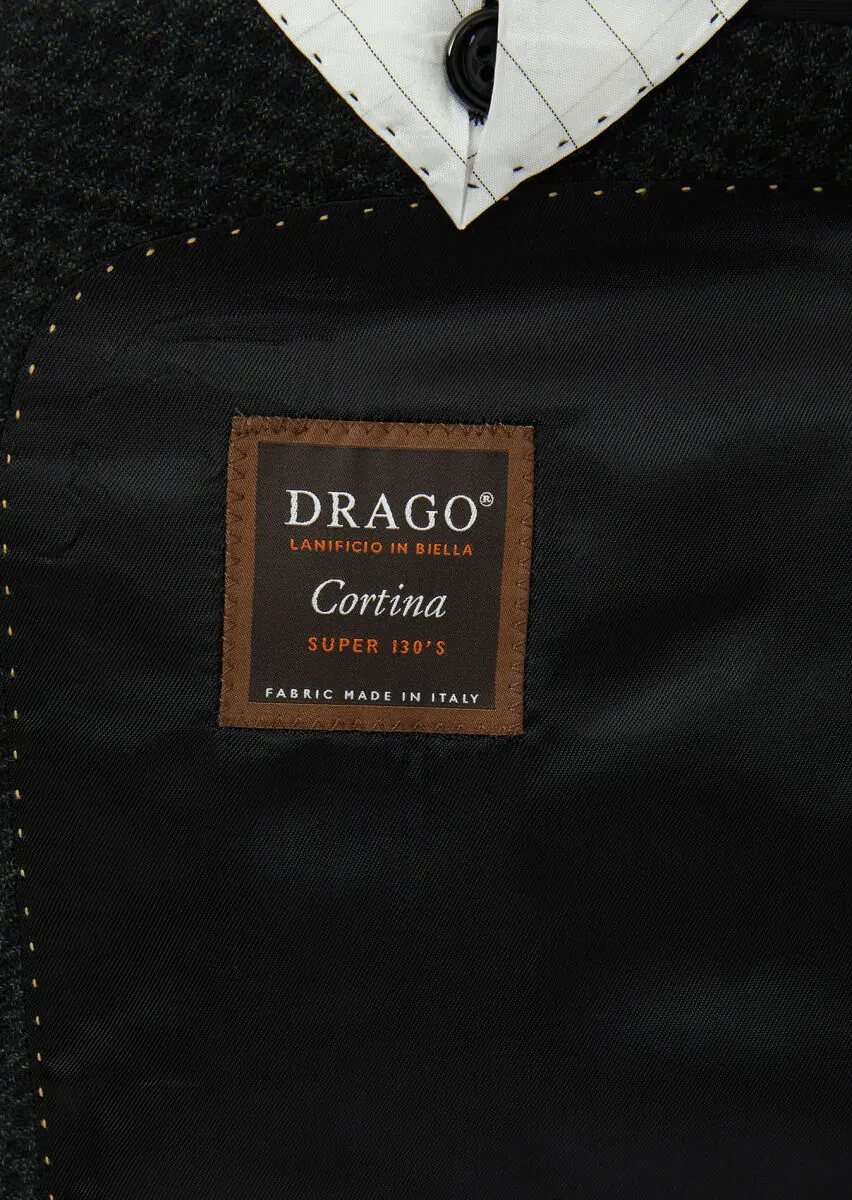 DRAGO®
LANIFICIO IN BIELLA
Cortina
SUPER 130'S
FABRIC MADE IN ITALY